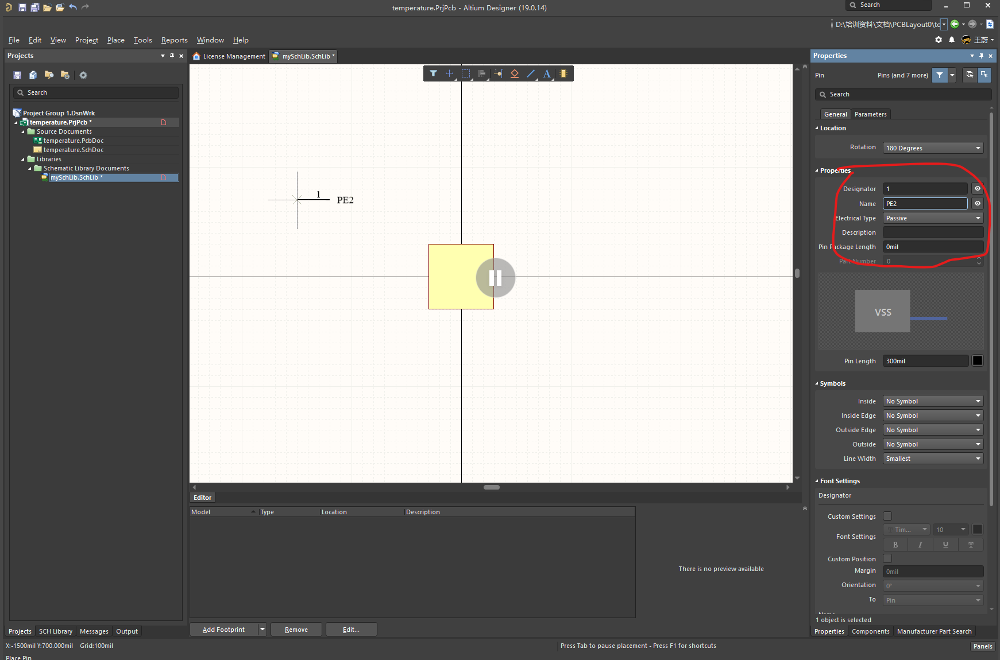 temperature.PrjPcb - Altium Designer (19.0.14)
Search
D:\培训资料\文档\PCBLayout0\te
File Edit View Project Place Tools Reports Window Help
王蔚
Projects
Search
Project Group 1.DsnWrk
temperature.PrjPcb *
Source Documents
temperature.PcbDoc
temperature.SchDoc
Libraries
Schematic Library Documents
mySchLib.SchLib *
License Management
mySchLib.SchLib *
1
PE2
Editor
Model Type Location Description
There is no preview available
Add Footprint Remove Edit...
Properties
Pin Pins (and 7 more)
Search
General Parameters
Location
Rotation 180 Degrees
Properties
Designator 1
Name PE2
Electrical Type Passive
Description
Pin Package Length 0mil
Part Number 0
VSS
Pin Length 300mil
Symbols
Inside No Symbol
Inside Edge No Symbol
Outside Edge No Symbol
Outside No Symbol
Line Width Smallest
Font Settings
Designator
Custom Settings
T Tim... 10
Font Settings
B I U T
Custom Position
Margin 0mil
Orientation 0°
To Pin
1 object is selected
Projects SCH Library Messages Output
Properties Components Manufacturer Part Search
X:-1500mil Y:700.000mil Grid:100mil
Press Tab to pause placement - Press F1 for shortcuts
Panels
Place Pin